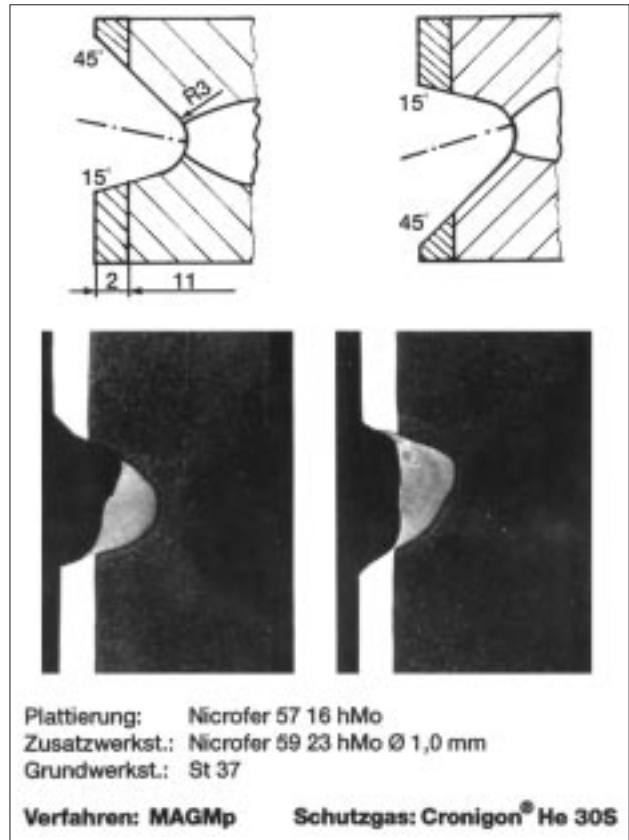 45°
15°
R3
15°
45°
2
11
Plattierung: Nicrofer 57 16 hMo
Zusatzwerkst.: Nicrofer 59 23 hMo Ø 1,0 mm
Grundwerkst.: St 37
Verfahren: MAGMp Schutzgas: Cronigon® He 30S